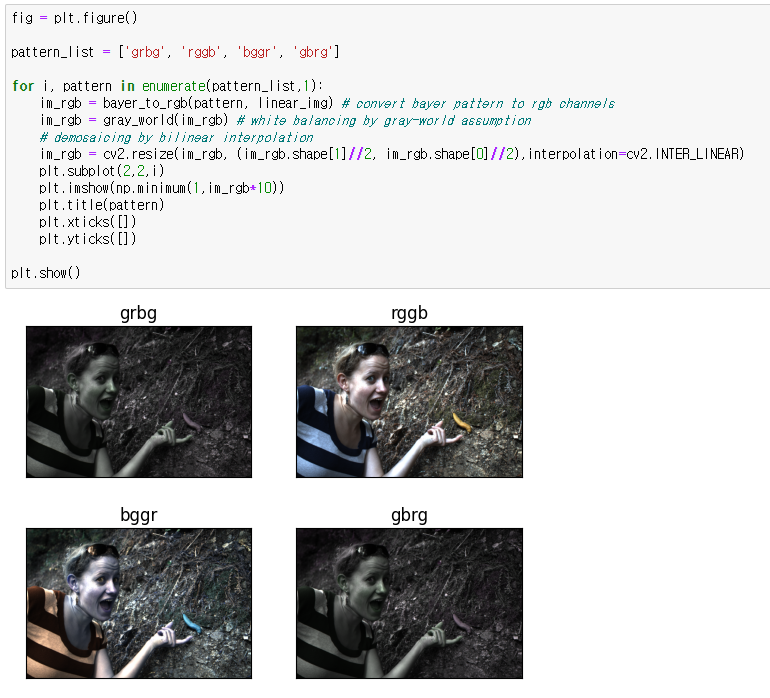 fig = plt.figure()
pattern_list = ['grbg', 'rggb', 'bggr', 'gbrg']
for i, pattern in enumerate(pattern_list,1):
    im_rgb = bayer_to_rgb(pattern, linear_img) # convert bayer pattern to rgb channels
    im_rgb = gray_world(im_rgb) # white balancing by gray-world assumption
    # demosaicing by bilinear interpolation
    im_rgb = cv2.resize(im_rgb, (im_rgb.shape[1]//2, im_rgb.shape[0]//2),interpolation=cv2.INTER_LINEAR)
    plt.subplot(2,2,i)
    plt.imshow(np.minimum(1,im_rgb*10))
    plt.title(pattern)
    plt.xticks([])
    plt.yticks([])
plt.show()
grbg
rggb
bggr
gbrg